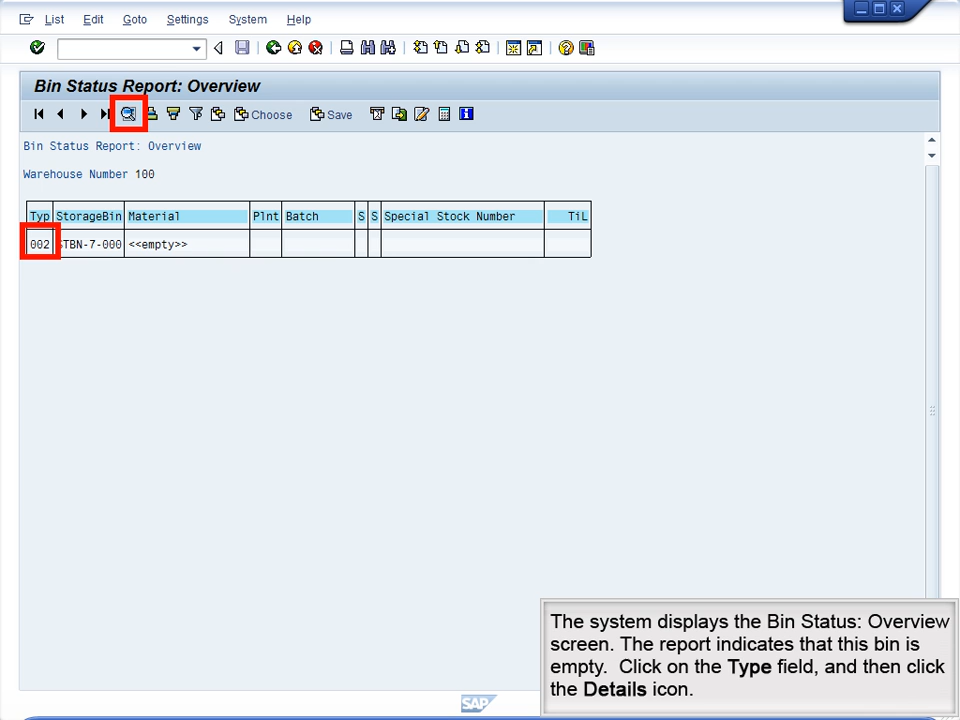 List Edit Goto Settings System Help
Bin Status Report: Overview
Choose Save
Bin Status Report: Overview
Warehouse Number 100
Typ StorageBin Material Plnt Batch S S Special Stock Number TiL
002 STBN-7-000 <<empty>>
The system displays the Bin Status: Overview
screen. The report indicates that this bin is
empty. Click on the Type field, and then click
the Details icon.
SAP